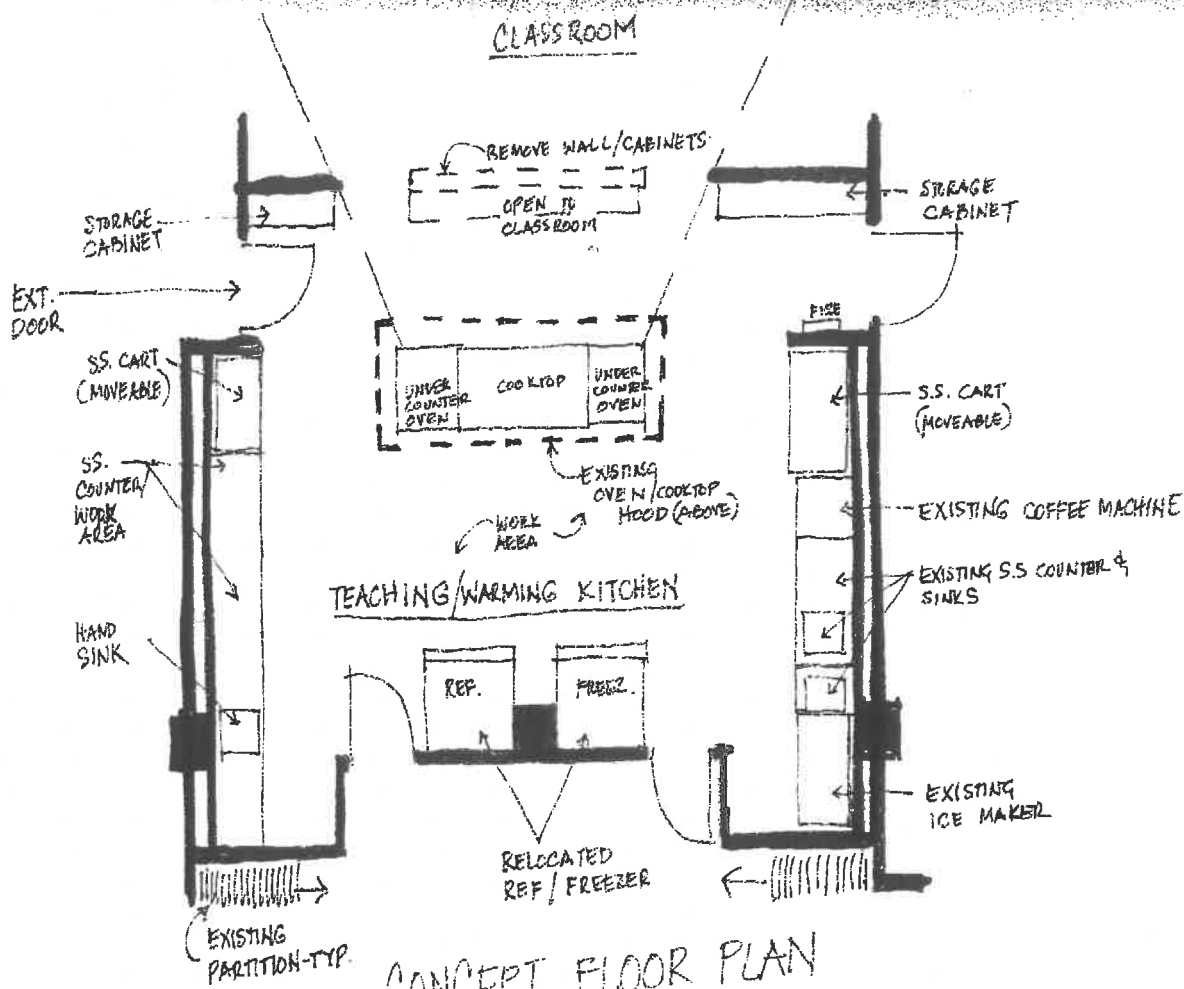 CLASSROOM
REMOVE WALL/CABINETS
OPEN TO
CLASSROOM
STORAGE
CABINET
STORAGE
CABINET
EXT.
DOOR
SS. CART
(MOVEABLE)
UNDER
COUNTER
OVEN
COOKTOP
UNDER
COUNTER
OVEN
S.S. CART
(MOVEABLE)
SS.
COUNTER/
WORK
AREA
EXISTING
OVEN/COOKTOP
HOOD (ABOVE)
WORK
AREA
EXISTING COFFEE MACHINE
EXISTING S.S COUNTER &
SINKS
TEACHING/WARMING KITCHEN
HAND
SINK
REF.
FREEZ.
EXISTING
ICE MAKER
RELOCATED
REF/FREEZER
EXISTING
PARTITION-TYP.
CONCEPT FLOOR PLAN